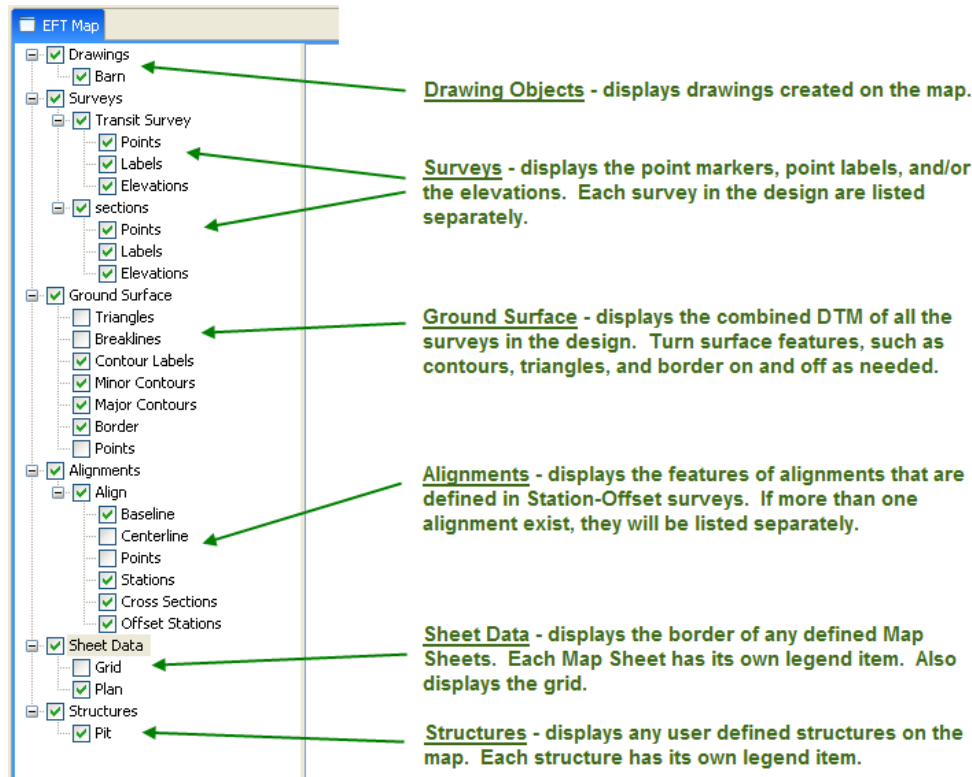 EFT Map
Drawings
Barn
Surveys
Transit Survey
Points
Labels
Elevations
sections
Points
Labels
Elevations
Ground Surface
Triangles
Breaklines
Contour Labels
Minor Contours
Major Contours
Border
Points
Alignments
Align
Baseline
Centerline
Points
Stations
Cross Sections
Offset Stations
Sheet Data
Grid
Plan
Structures
Pit
Drawing Objects - displays drawings created on the map.
Surveys - displays the point markers, point labels, and/or
the elevations. Each survey in the design are listed
separately.
Ground Surface - displays the combined DTM of all the
surveys in the design. Turn surface features, such as
contours, triangles, and border on and off as needed.
Alignments - displays the features of alignments that are
defined in Station-Offset surveys. If more than one
alignment exist, they will be listed separately.
Sheet Data - displays the border of any defined Map
Sheets. Each Map Sheet has its own legend item. Also
displays the grid.
Structures - displays any user defined structures on the
map. Each structure has its own legend item.